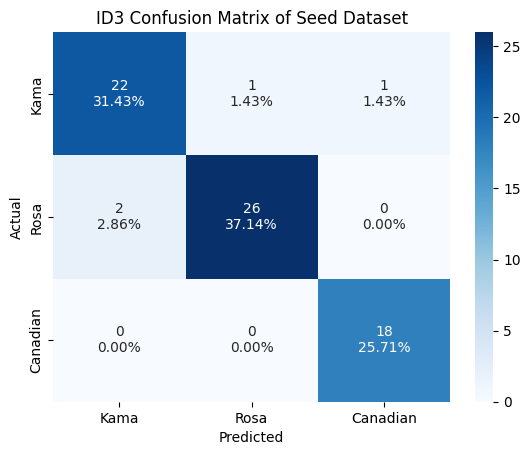 ID3 Confusion Matrix of Seed Dataset
Actual
Kama
22
31.43%
1
1.43%
1
1.43%
Rosa
2
2.86%
26
37.14%
0
0.00%
Canadian
0
0.00%
0
0.00%
18
25.71%
Kama
Rosa
Canadian
Predicted
25
20
15
10
5
0